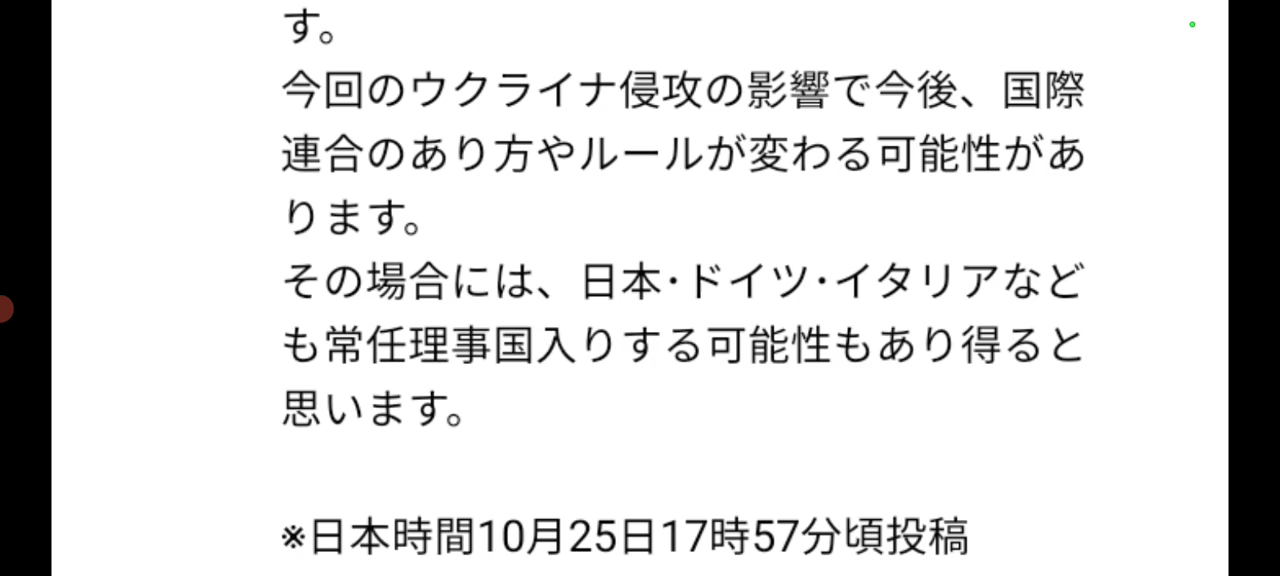 す。
今回のウクライナ侵攻の影響で今後、国際
連合のあり方やルールが変わる可能性があ
ります。
その場合には、日本･ドイツ･イタリアなど
も常任理事国入りする可能性もあり得ると
思います。
※日本時間10月25日17時57分頃投稿